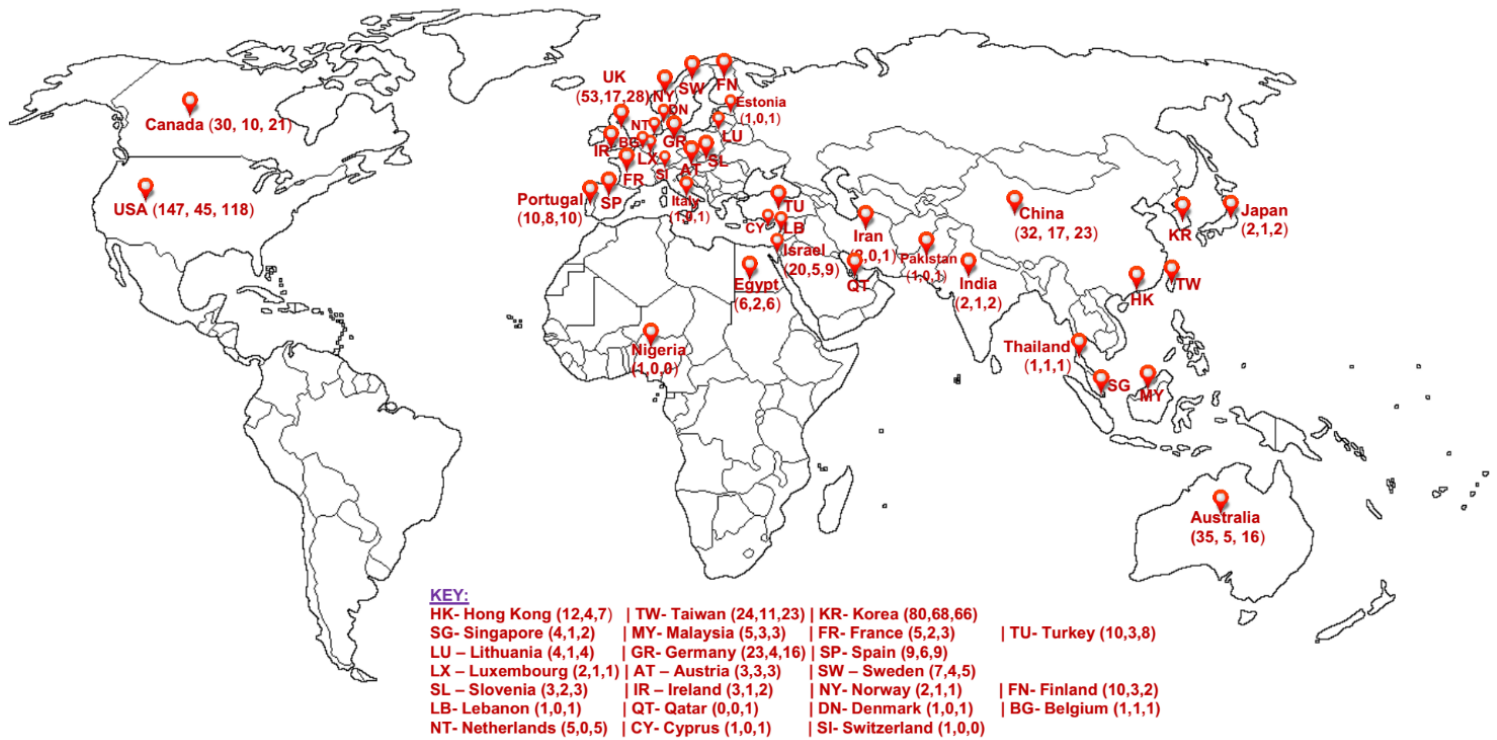 UK
(53,17,28)
NY
SW
FN
Canada (30, 10, 21)
DN
Estonia
(1,0,1)
NT
GR
LU
IR
BG
LX
SI
AT
SL
FR
USA (147, 45, 118)
Portugal
(10,8,10)
SP
Italy
(1,0,1)
TU
CY
LB
Israel
(20,5,9)
Iran
Pakistan
(1,0,1)
China
(32, 17, 23)
KR
Japan
(2,1,2)
Egypt
(6,2,6)
QT
India
(2,1,2)
HK
TW
Nigeria
(1,0,0)
Thailand
(1,1,1)
SG
MY
Australia
(35, 5, 16)
KEY:
HK- Hong Kong (12,4,7) | TW- Taiwan (24,11,23) | KR- Korea (80,68,66)
SG- Singapore (4,1,2) | MY- Malaysia (5,3,3) | FR- France (5,2,3) | TU- Turkey (10,3,8)
LU – Lithuania (4,1,4) | GR- Germany (23,4,16) | SP- Spain (9,6,9)
LX – Luxembourg (2,1,1) | AT – Austria (3,3,3) | SW – Sweden (7,4,5)
SL – Slovenia (3,2,3) | IR – Ireland (3,1,2) | NY- Norway (2,1,1) | FN- Finland (10,3,2)
LB- Lebanon (1,0,1) | QT- Qatar (0,0,1) | DN- Denmark (1,0,1) | BG- Belgium (1,1,1)
NT- Netherlands (5,0,5) | CY- Cyprus (1,0,1) | SI- Switzerland (1,0,0)